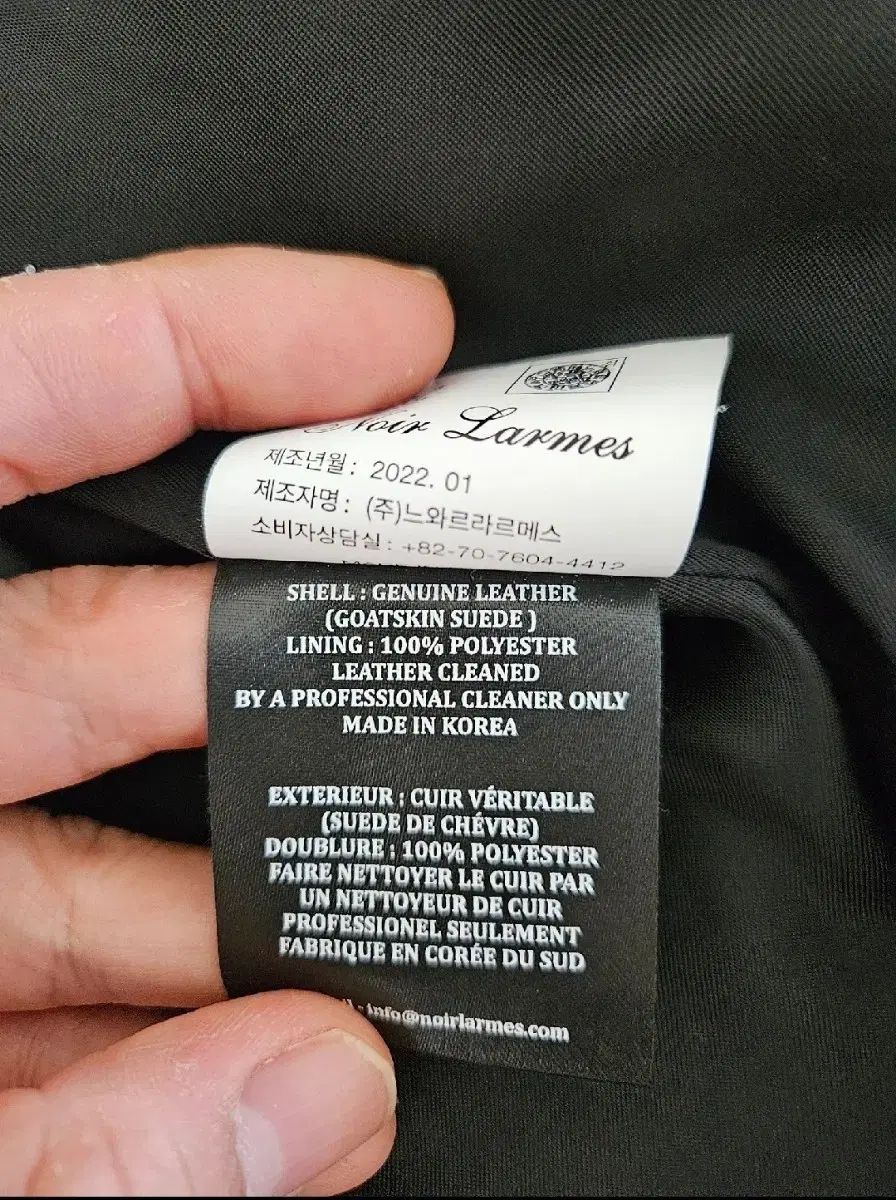 Noir Larmes
제조년월: 2022. 01
제조자명: (주)느와르라르메스
소비자상담실: +82-70-7604-4412
SHELL : GENUINE LEATHER
(GOATSKIN SUEDE )
LINING : 100% POLYESTER
LEATHER CLEANED
BY A PROFESSIONAL CLEANER ONLY
MADE IN KOREA
EXTERIEUR : CUIR VÉRITABLE
(SUEDE DE CHÉVRE)
DOUBLURE : 100% POLYESTER
FAIRE NETTOYER LE CUIR PAR
UN NETTOYEUR DE CUIR
PROFESSIONEL SEULEMENT
FABRIQUE EN CORÉE DU SUD
- info@noirlarmes.com